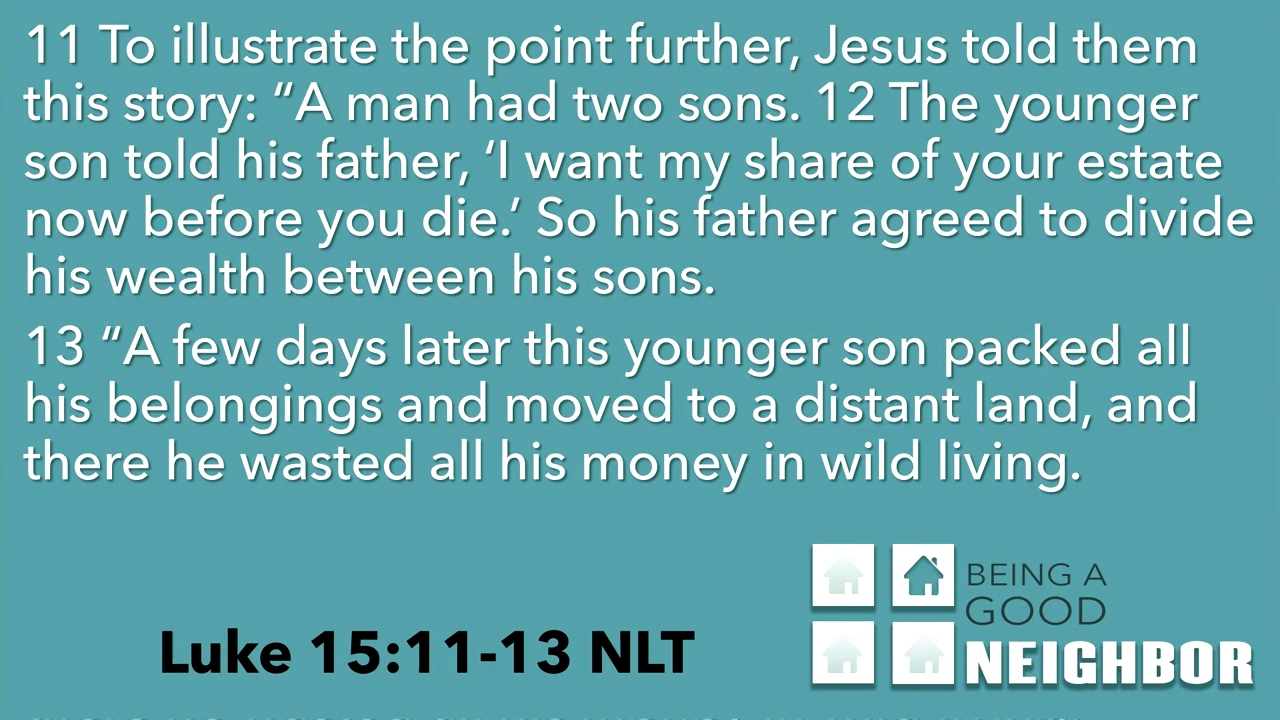 11 To illustrate the point further, Jesus told them
this story: “A man had two sons. 12 The younger
son told his father, ‘I want my share of your estate
now before you die.’ So his father agreed to divide
his wealth between his sons.
13 “A few days later this younger son packed all
his belongings and moved to a distant land, and
there he wasted all his money in wild living.
Luke 15:11-13 NLT
BEING A
GOOD
NEIGHBOR